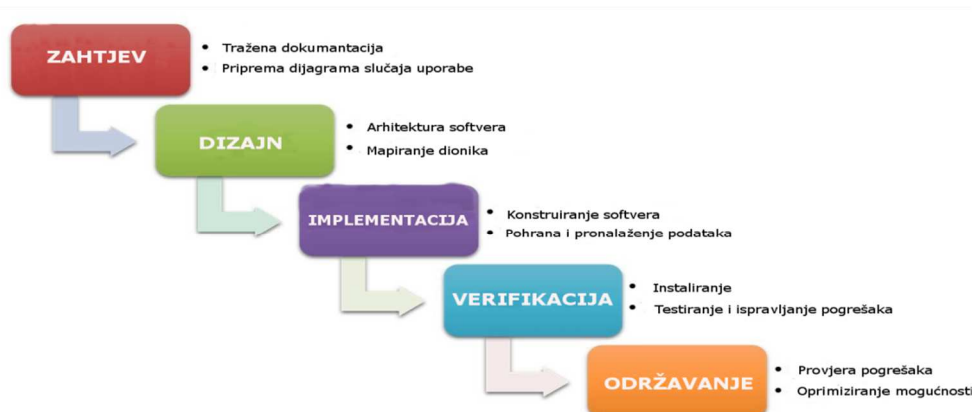 ZAHTJEV
• Tražena dokumantacija
• Priprema dijagrama slučaja uporabe
DIZAJN
• Arhitektura softvera
• Mapiranje dionika
IMPLEMENTACIJA
• Konstruiranje softvera
• Pohrana i pronalaženje podataka
VERIFIKACIJA
• Instaliranje
• Testiranje i ispravljanje pogrešaka
ODRŽAVANJE
• Provjera pogrešaka
• Oprimiziranje mogućnosti